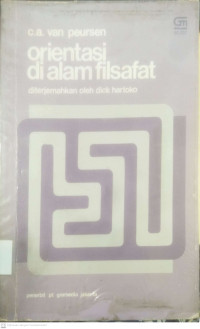 c.a. van peursen
orientasi
di alam filsafat
diterjemahkan oleh dick hartoko
penerbit pt gramedia jakarta